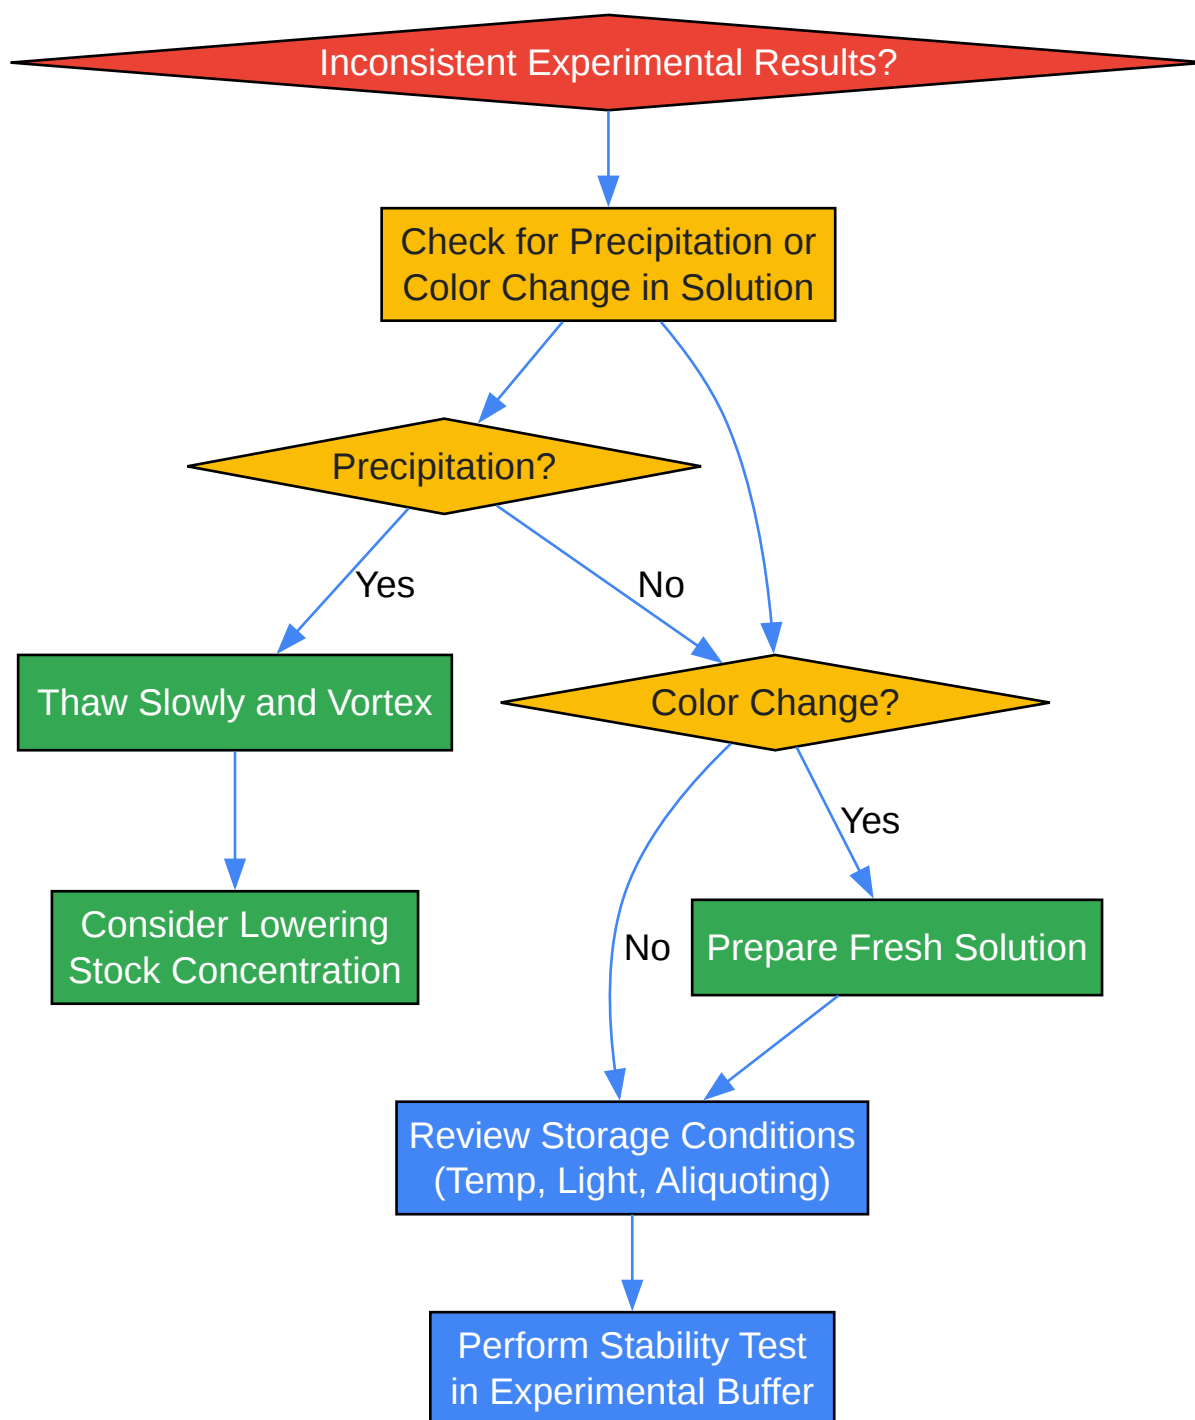 Inconsistent Experimental Results?
Check for Precipitation or
Color Change in Solution
Precipitation?
Yes
No
Thaw Slowly and Vortex
Color Change?
Yes
Consider Lowering
Stock Concentration
No
Prepare Fresh Solution
Review Storage Conditions
(Temp, Light, Aliquoting)
Perform Stability Test
in Experimental Buffer